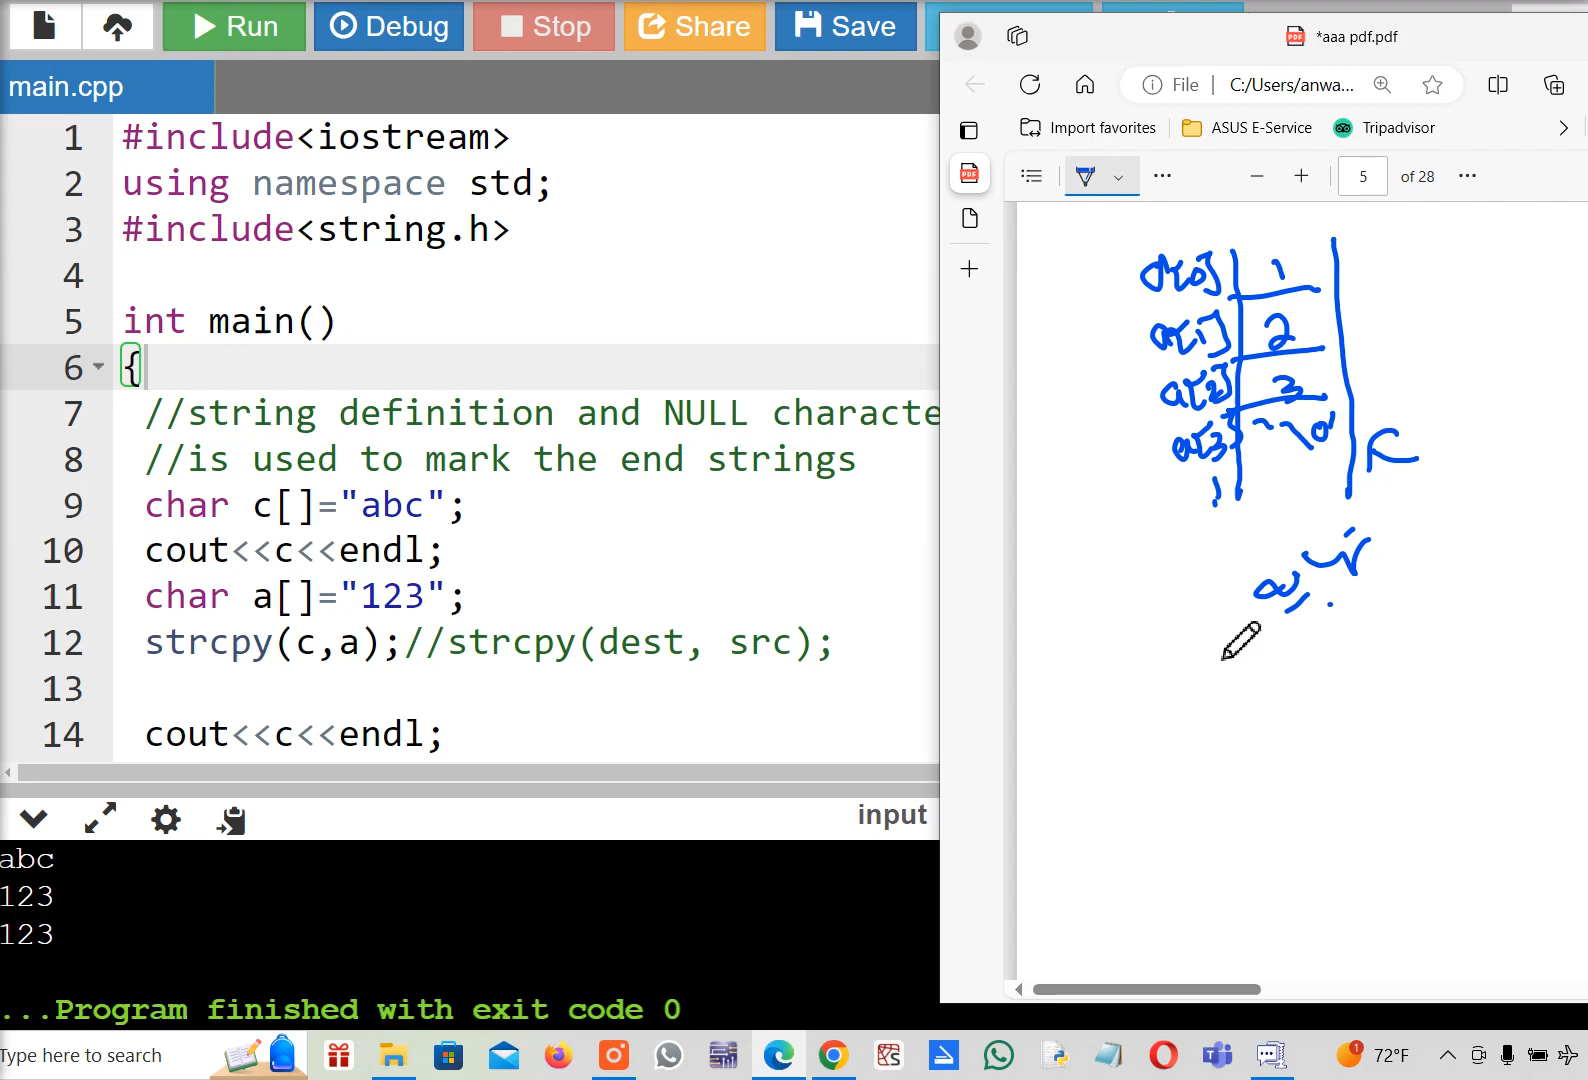 Run
Debug
Stop
Share
Save
main.cpp
1 #include<iostream>
2 using namespace std;
3 #include<string.h>
4
5 int main()
6 {
7 //string definition and NULL characte
8 //is used to mark the end strings
9 char c[]="abc";
10 cout<<c<<endl;
11 char a[]="123";
12 strcpy(c,a);//strcpy(dest, src);
13
14 cout<<c<<endl;
input
abc
123
123
...Program finished with exit code 0
*aaa pdf.pdf
File C:/Users/anwa...
Import favorites ASUS E-Service Tripadvisor
5 of 28
a[0] 1
a[1] 2
a[2] 3
a[3] '\0'
Type here to search
1
72°F